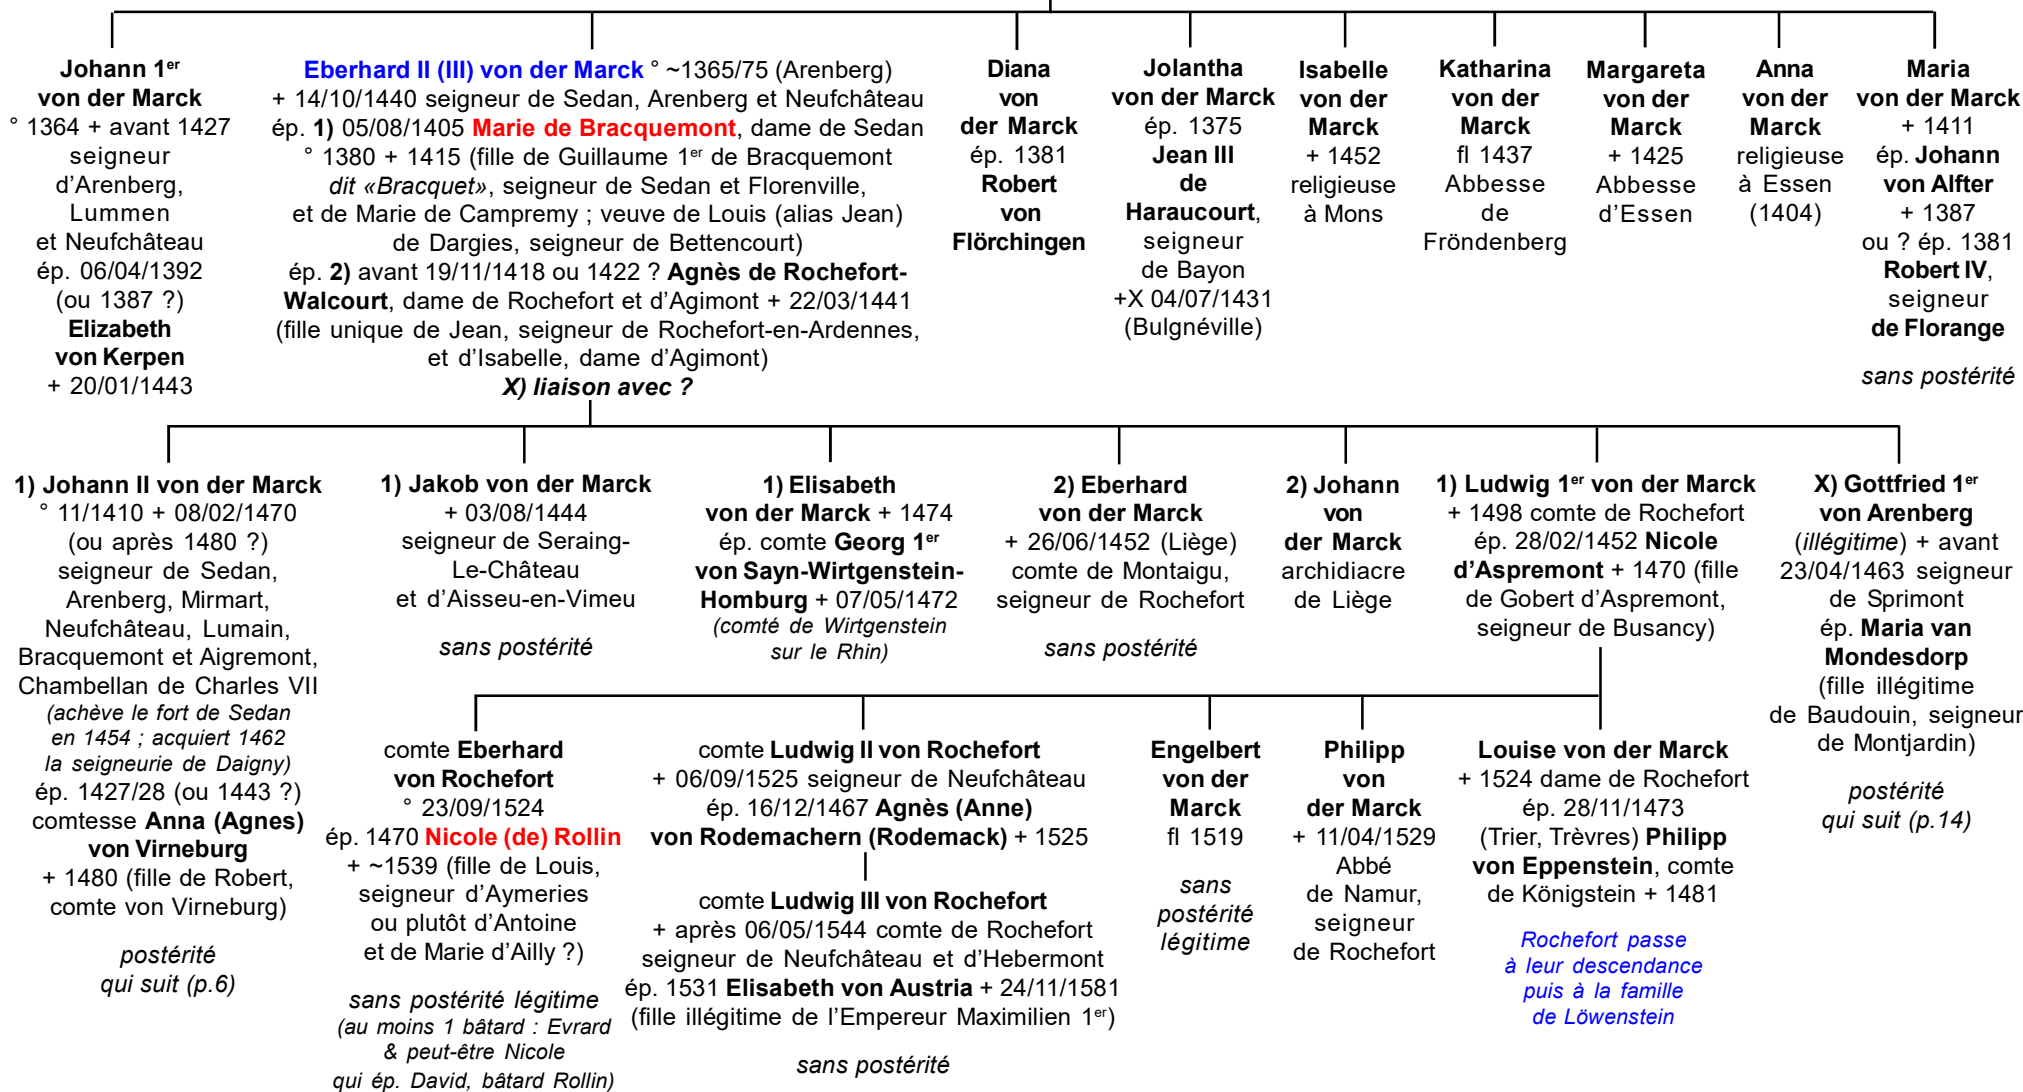 Johann 1er
von der Marck
° 1364 + avant 1427
seigneur
d'Arenberg,
Lummen
et Neufchâteau
ép. 06/04/1392
(ou 1387 ?)
Elizabeth
von Kerpen
+ 20/01/1443
Eberhard II (III) von der Marck ° ~1365/75 (Arenberg)
+ 14/10/1440 seigneur de Sedan, Arenberg et Neufchâteau
ép. 1) 05/08/1405 Marie de Bracquemont, dame de Sedan
° 1380 + 1415 (fille de Guillaume 1er de Bracquemont
dit «Bracquet», seigneur de Sedan et Florenville,
et de Marie de Campremy ; veuve de Louis (alias Jean)
de Dargies, seigneur de Bettencourt)
ép. 2) avant 19/11/1418 ou 1422 ? Agnès de Rochefort-
Walcourt, dame de Rochefort et d'Agimont + 22/03/1441
(fille unique de Jean, seigneur de Rochefort-en-Ardennes,
et d'Isabelle, dame d'Agimont)
X) liaison avec ?
Diana
von
der Marck
ép. 1381
Robert
von
Flörchingen
Jolantha
von der Marck
ép. 1375
Jean III
de
Haraucourt,
seigneur
de Bayon
+X 04/07/1431
(Bulgnéville)
Isabelle
von der
Marck
+ 1452
religieuse
à Mons
Katharina
von der
Marck
fl 1437
Abbesse
de
Fröndenberg
Margareta
von der
Marck
+ 1425
Abbesse
d'Essen
Anna
von der
Marck
religieuse
à Essen
(1404)
Maria
von der Marck
+ 1411
ép. Johann
von Alfter
+ 1387
ou ? ép. 1381
Robert IV,
seigneur
de Florange
sans postérité
1) Johann II von der Marck
° 11/1410 + 08/02/1470
(ou après 1480 ?)
seigneur de Sedan,
Arenberg, Mirmart,
Neufchâteau, Lumain,
Bracquemont et Aigremont,
Chambellan de Charles VII
(achève le fort de Sedan
en 1454 ; acquiert 1462
la seigneurie de Daigny)
ép. 1427/28 (ou 1443 ?)
comtesse Anna (Agnes)
von Virneburg
+ 1480 (fille de Robert,
comte von Virneburg)
postérité
qui suit (p.6)
1) Jakob von der Marck
+ 03/08/1444
seigneur de Seraing-
Le-Château
et d'Aisseu-en-Vimeu
sans postérité
1) Elisabeth
von der Marck + 1474
ép. comte Georg 1er
von Sayn-Wirtgenstein-
Homburg + 07/05/1472
(comté de Wirtgenstein
sur le Rhin)
2) Eberhard
von der Marck
+ 26/06/1452 (Liège)
comte de Montaigu,
seigneur de Rochefort
sans postérité
2) Johann
von
der Marck
archidiacre
de Liège
1) Ludwig 1er von der Marck
+ 1498 comte de Rochefort
ép. 28/02/1452 Nicole
d'Aspremont + 1470 (fille
de Gobert d'Aspremont,
seigneur de Busancy)
X) Gottfried 1er
von Arenberg
(illégitime) + avant
23/04/1463 seigneur
de Sprimont
ép. Maria van
Mondesdorp
(fille illégitime
de Baudouin, seigneur
de Montjardin)
postérité
qui suit (p.14)
comte Eberhard
von Rochefort
° 23/09/1524
ép. 1470 Nicole (de) Rollin
+ ~1539 (fille de Louis,
seigneur d'Aymeries
ou plutôt d'Antoine
et de Marie d'Ailly ?)
sans postérité légitime
(au moins 1 bâtard : Evrard
& peut-être Nicole
qui ép. David, bâtard Rollin)
comte Ludwig II von Rochefort
+ 06/09/1525 seigneur de Neufchâteau
ép. 16/12/1467 Agnès (Anne)
von Rodemachern (Rodemack) + 1525
comte Ludwig III von Rochefort
+ après 06/05/1544 comte de Rochefort
seigneur de Neufchâteau et d'Hebermont
ép. 1531 Elisabeth von Austria + 24/11/1581
(fille illégitime de l'Empereur Maximilien 1er)
sans postérité
Engelbert
von der
Marck
fl 1519
sans
postérité
légitime
Philipp
von
der Marck
+ 11/04/1529
Abbé
de Namur,
seigneur
de Rochefort
Louise von der Marck
+ 1524 dame de Rochefort
ép. 28/11/1473
(Trier, Trèvres) Philipp
von Eppenstein, comte
de Königstein + 1481
Rochefort passe
à leur descendance
puis à la famille
de Löwenstein